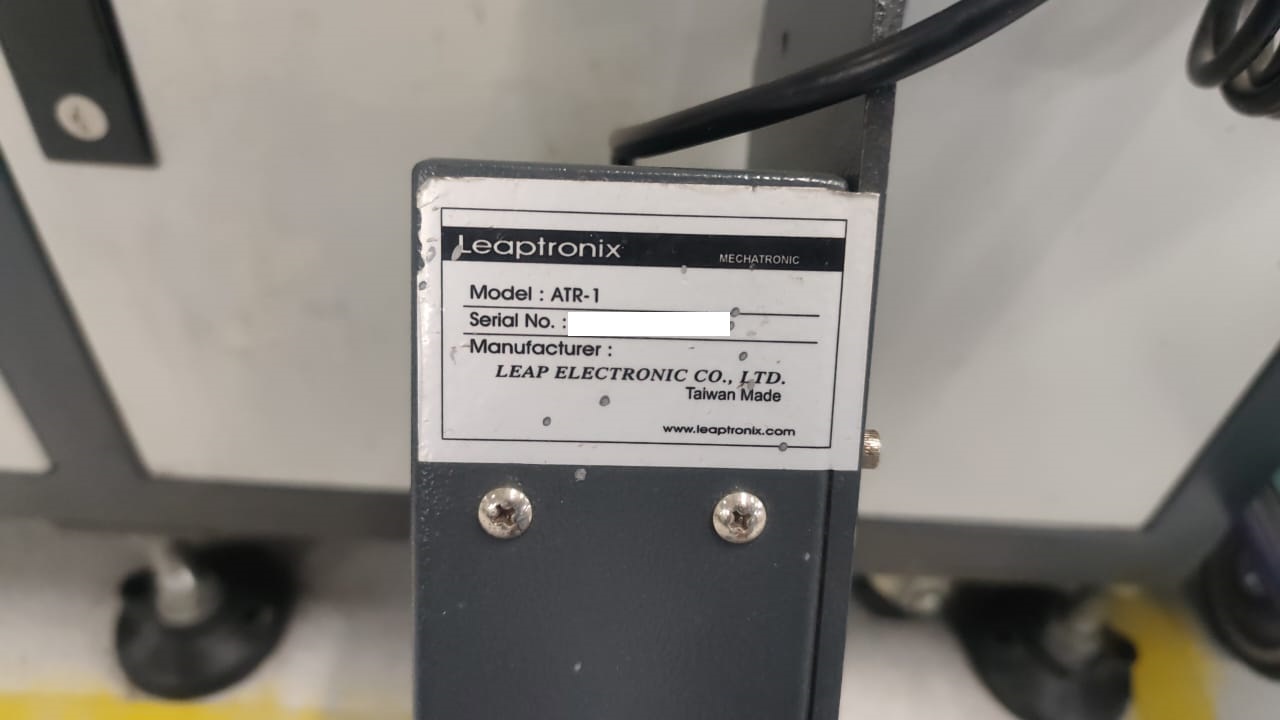 Leaptronix
MECHATRONIC
Model : ATR-1
Serial No. :
Manufacturer :
LEAP ELECTRONIC CO., LTD.
Taiwan Made
www.leaptronix.com